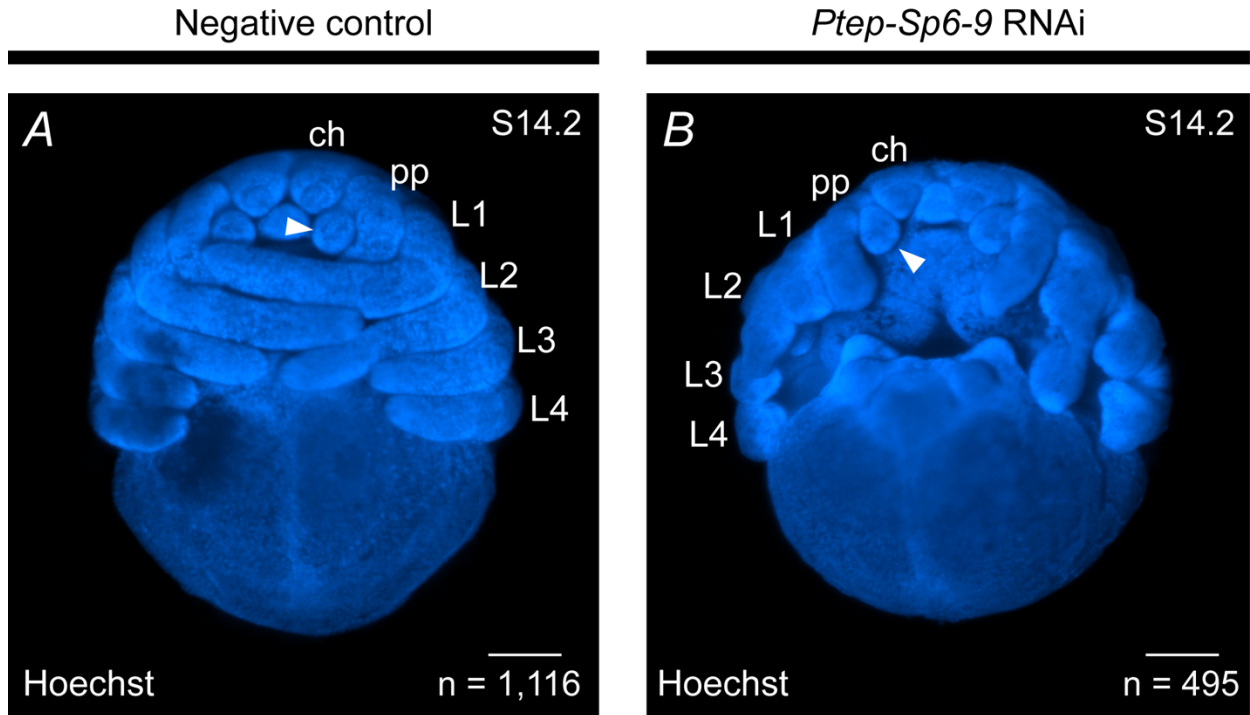 Negative control
Ptep-Sp6-9 RNAi
A
S14.2
ch
pp
L1
L2
L3
L4
Hoechst
n = 1,116
B
S14.2
ch
pp
L1
L2
L3
L4
Hoechst
n = 495